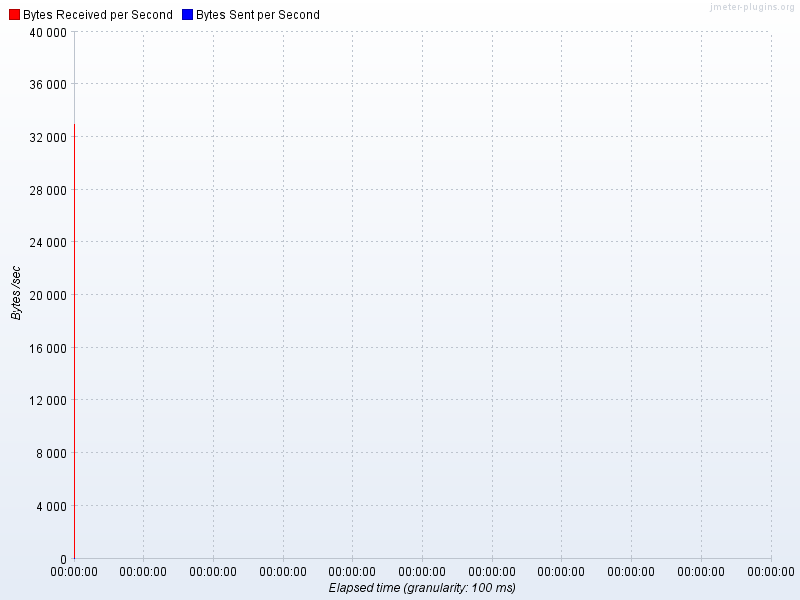 jmeter-plugins.org
Bytes Received per Second Bytes Sent per Second
40 000
36 000
32 000
28 000
24 000
20 000
16 000
12 000
8 000
4 000
0
Bytes /sec
00:00:00 00:00:00 00:00:00 00:00:00 00:00:00 00:00:00 00:00:00 00:00:00 00:00:00 00:00:00 00:00:00
Elapsed time (granularity: 100 ms)